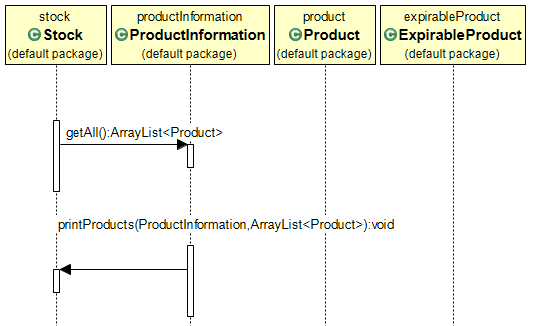 stock
Stock
(default package)
productInformation
ProductInformation
(default package)
product
Product
(default package)
expirableProduct
ExpirableProduct
(default package)
getAll():ArrayList<Product>
printProducts(ProductInformation,ArrayList<Product>):void